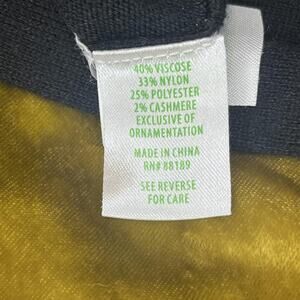 40% VISCOSE
33% NYLON
25% POLYESTER
2% CASHMERE
EXCLUSIVE OF
ORNAMENTATION
MADE IN CHINA
RN# 88189
SEE REVERSE
FOR CARE